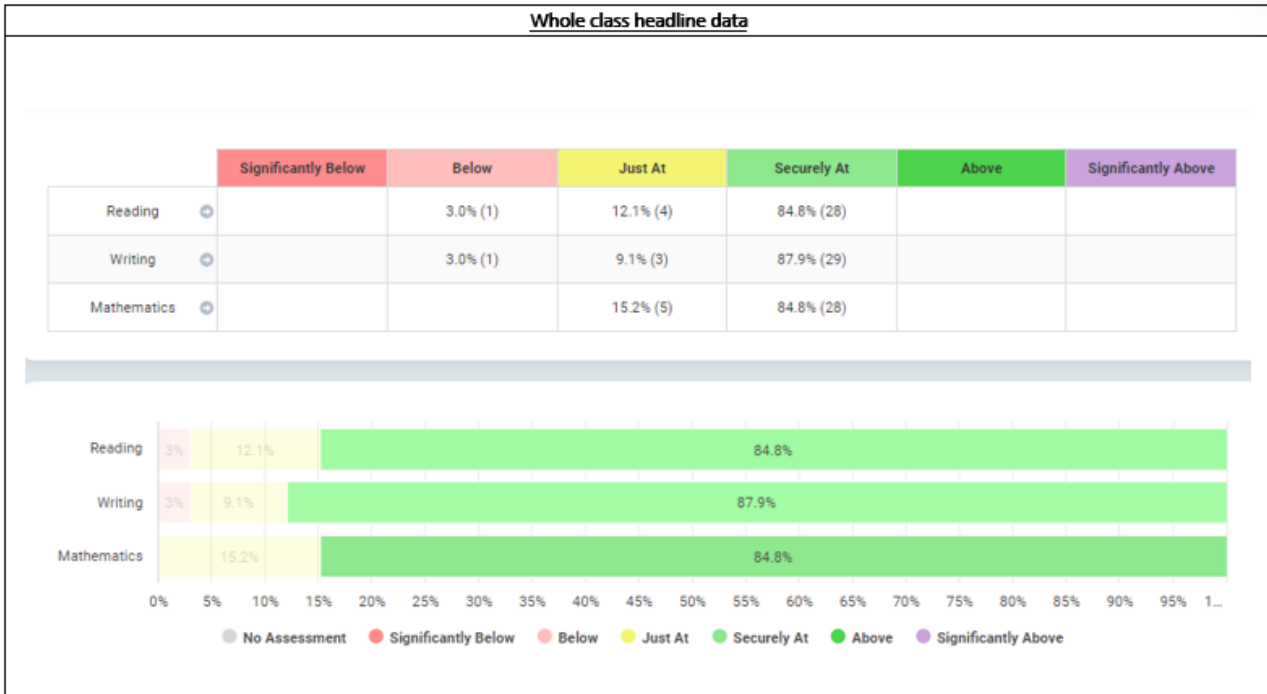 Whole class headline data
Significantly Below Below Just At Securely At Above Significantly Above
Reading 3.0% (1) 12.1% (4) 84.8% (28)
Writing 3.0% (1) 9.1% (3) 87.9% (29)
Mathematics 15.2% (5) 84.8% (28)
Reading 3% 12.1% 84.8%
Writing 3% 9.1% 87.9%
Mathematics 15.2% 84.8%
0% 5% 10% 15% 20% 25% 30% 35% 40% 45% 50% 55% 60% 65% 70% 75% 80% 85% 90% 95% 1...
No Assessment Significantly Below Below Just At Securely At Above Significantly Above